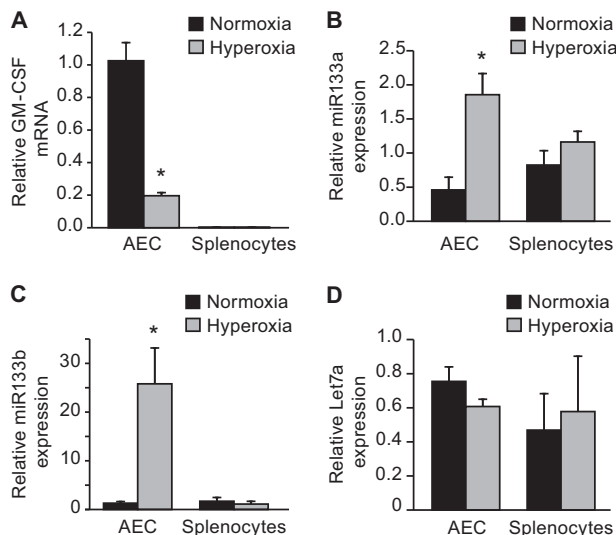 A
Normoxia
Hyperoxia
Relative GM-CSF
mRNA
1.2
1.0
0.8
0.6
0.4
0.2
0.0
*
AEC
Splenocytes
B
Normoxia
Hyperoxia
Relative miR133a
expression
2.5
2.0
1.5
1.0
0.5
0.0
*
AEC
Splenocytes
C
Normoxia
Hyperoxia
Relative miR133b
expression
30
20
10
0
*
AEC
Splenocytes
D
Normoxia
Hyperoxia
Relative Let7a
expression
1.0
0.8
0.6
0.4
0.2
0
AEC
Splenocytes